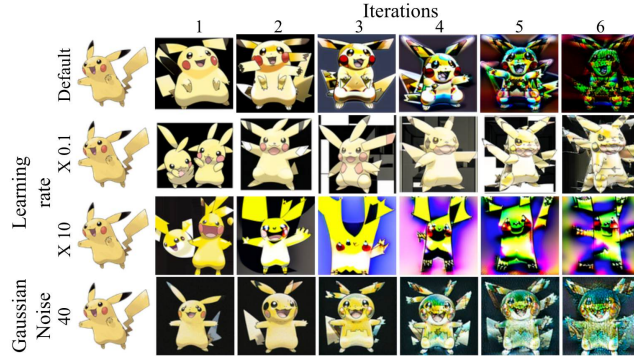 Iterations
1 2 3 4 5 6
Default
Learning
rate
X 0.1
X 10
Gaussian
Noise
40